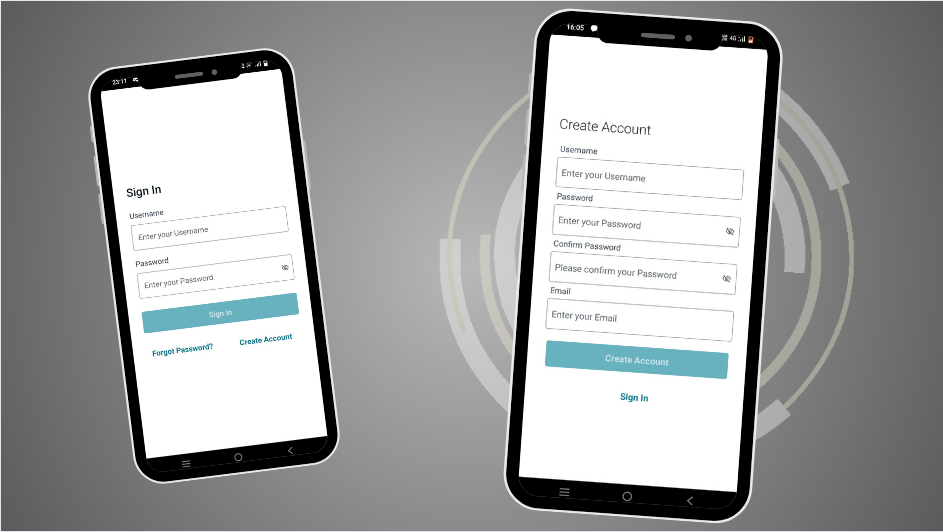 23:11
Sign In
Username
Enter your Username
Password
Enter your Password
Sign in
Forgot Password? Create Account
16:05
4G
Create Account
Username
Enter your Username
Password
Enter your Password
Confirm Password
Please confirm your Password
Email
Enter your Email
Create Account
Sign In